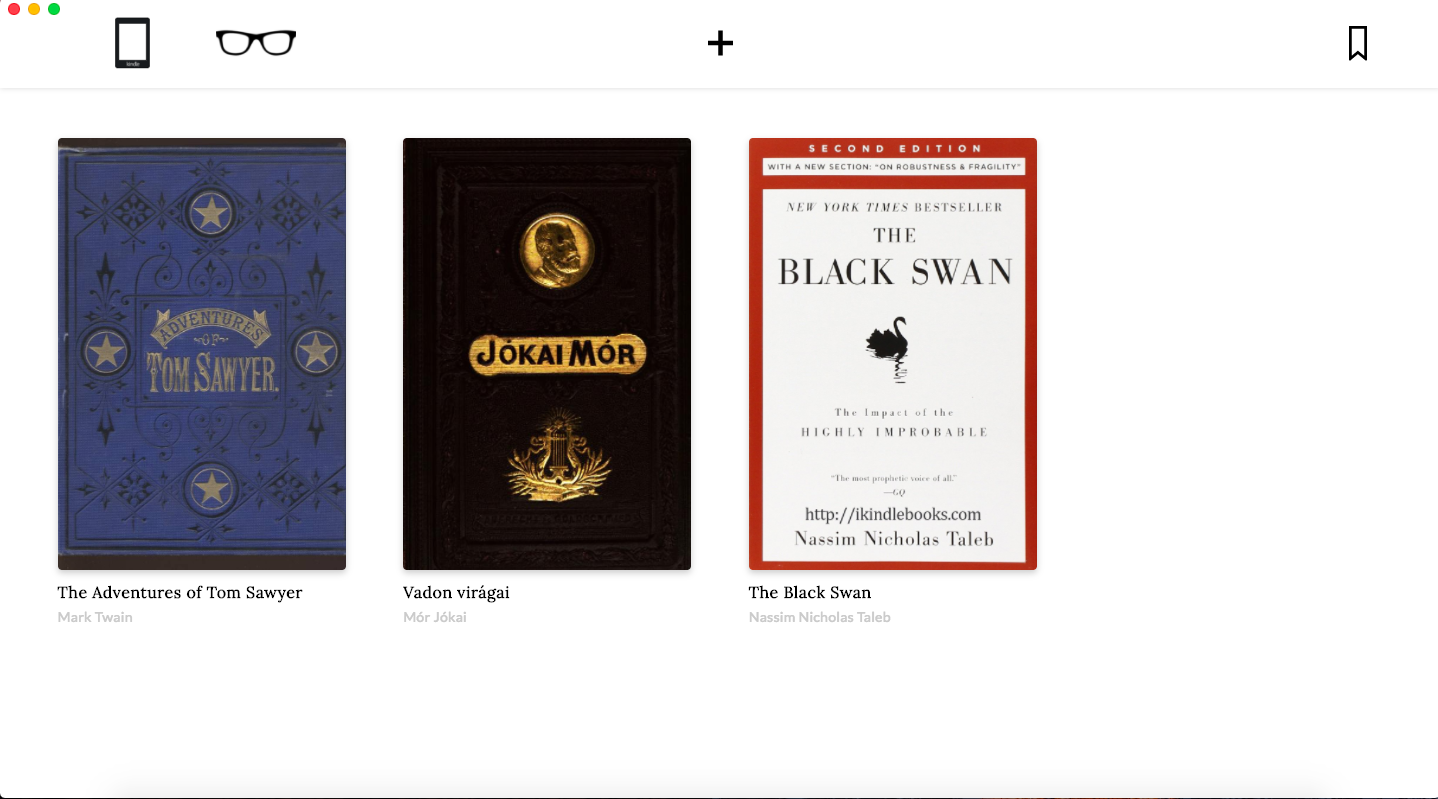 kindle
ADVENTURES
OF
TOM SAWYER.
The Adventures of Tom Sawyer
Mark Twain
JÓKAI MÓR
Vadon virágai
Mór Jókai
SECOND EDITION
WITH A NEW SECTION: "ON ROBUSTNESS & FRAGILITY"
NEW YORK TIMES BESTSELLER
THE
BLACK SWAN
The Impact of the
HIGHLY IMPROBABLE
“The most prophetic voice of all.”
—GQ
http://ikindlebooks.com
Nassim Nicholas Taleb
The Black Swan
Nassim Nicholas Taleb